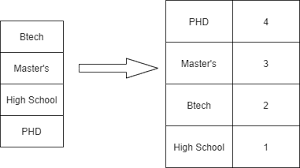 Btech
Master's
High School
PHD
PHD 4
Master's 3
Btech 2
High School 1